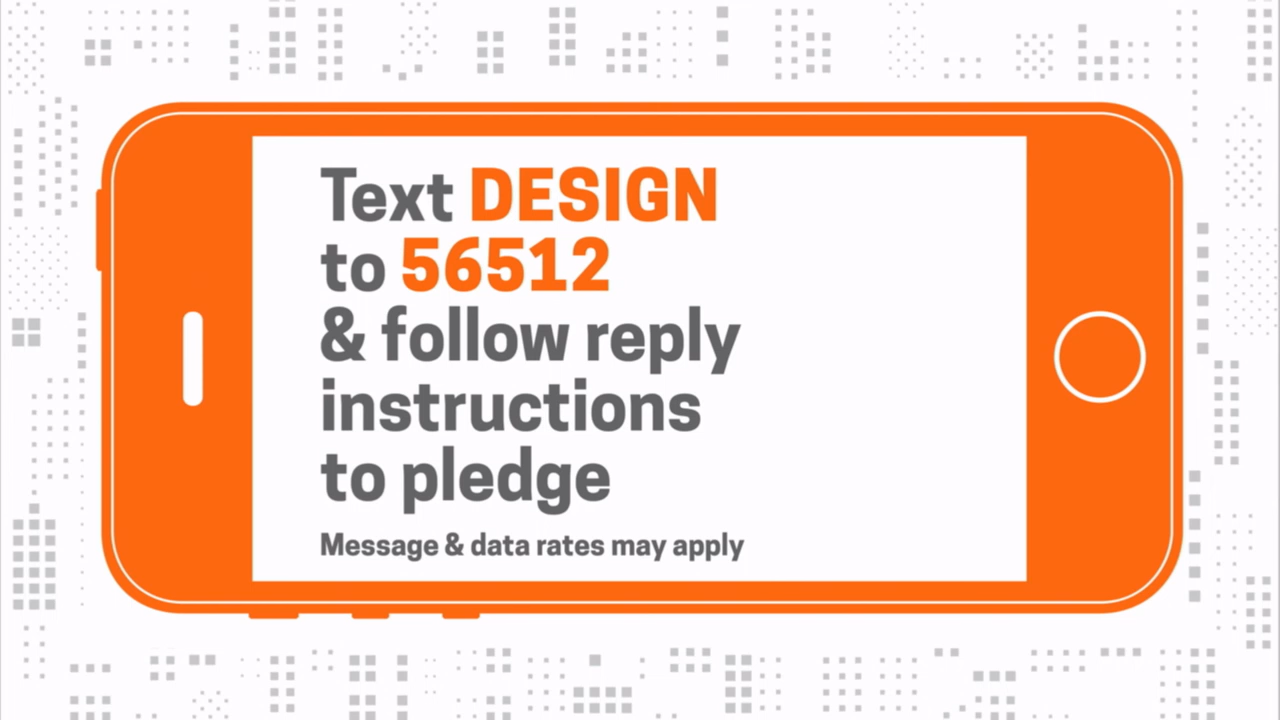 Text DESIGN
to 56512
& follow reply
instructions
to pledge
Message & data rates may apply